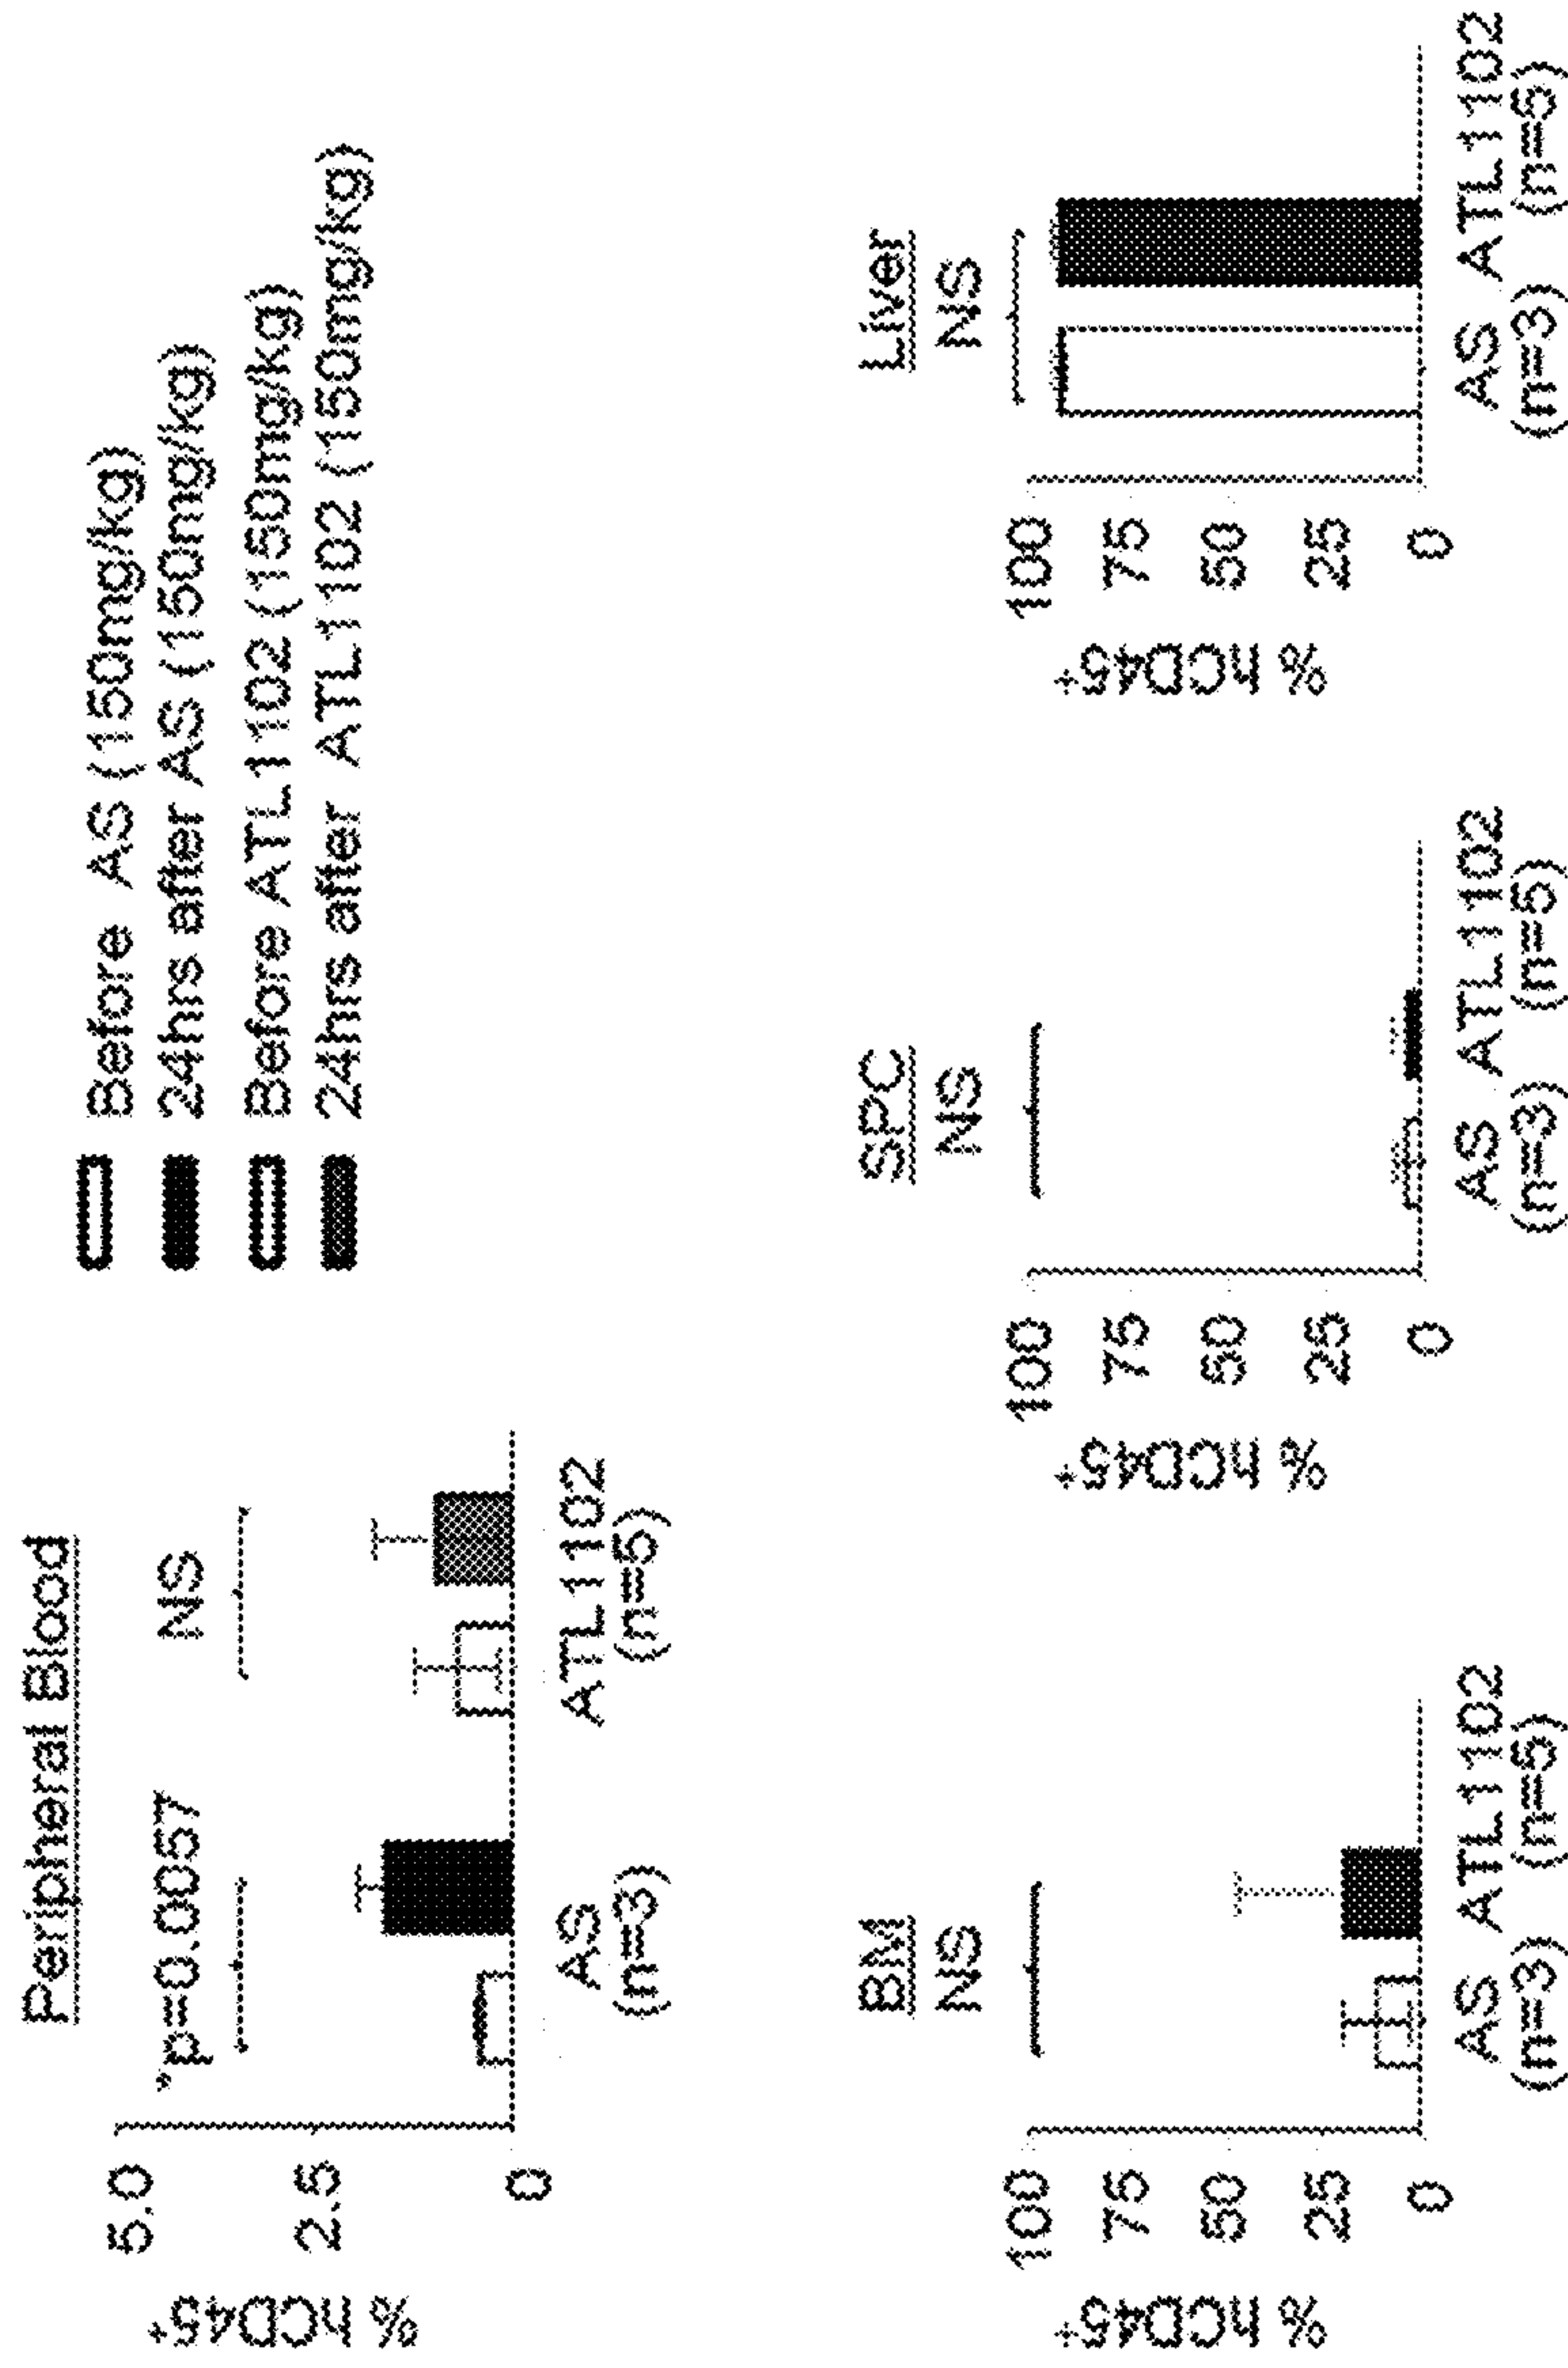 Peripheral Blood
*p=0.0057
NS
% hCD45+
5.0
2.5
0
AS
(n=3)
ATL1102
(n=5)
Before AS (150mg/kg)
24hrs after AS (150mg/kg)
Before ATL1102 (150mg/kg)
24hrs after ATL1102 (150mg/kg)
BM
NS
% hCD45+
100
75
50
25
0
AS ATL1102
(n=3) (n=5)
SPC
NS
% hCD45+
100
75
50
25
0
AS ATL1102
(n=3) (n=5)
Liver
NS
% hCD45+
100
75
50
25
0
AS ATL1102
(n=3) (n=5)